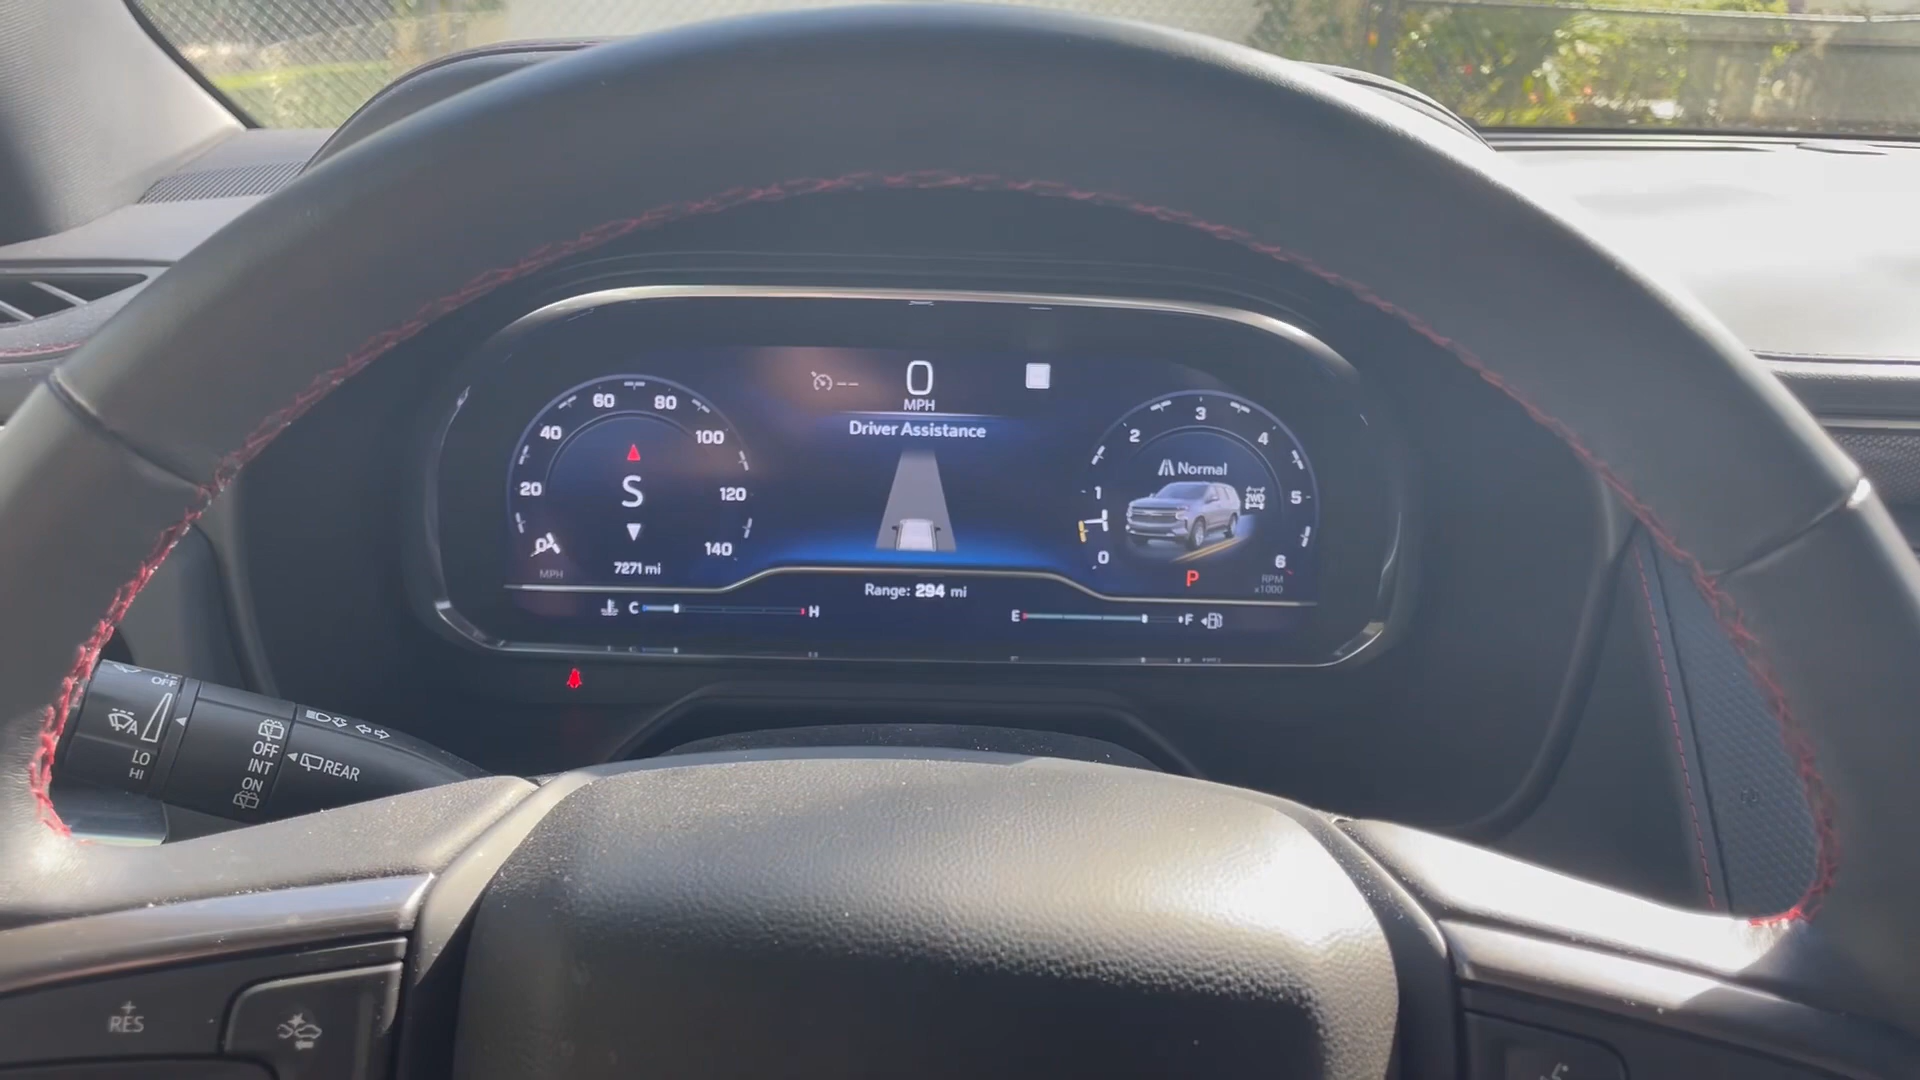 0
MPH
Driver Assistance
--
0
20
40
60
80
100
120
140
MPH
S
7271 mi
0
1
2
3
4
5
6
RPM
x1000
Normal
2WD
P
Range: 294 mi
C H
E F
OFF
LO
HI
OFF
INT
ON
REAR
+
RES